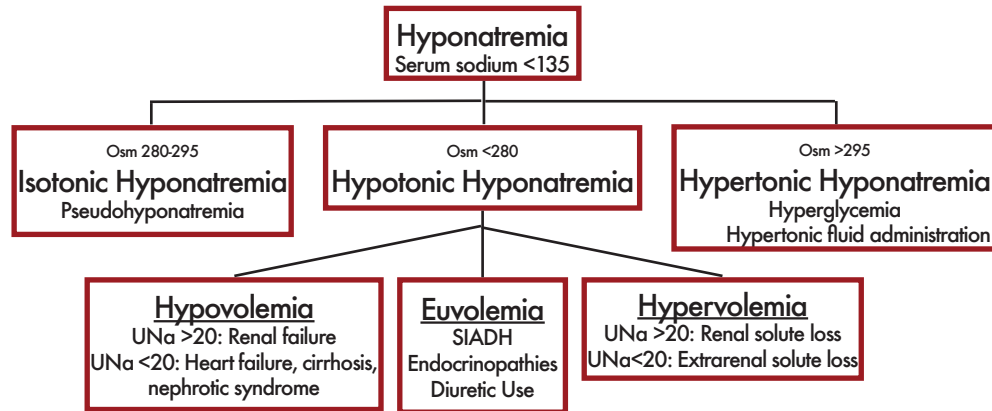 Hyponatremia
Serum sodium <135
Osm 280-295
Isotonic Hyponatremia
Pseudohyponatremia
Osm <280
Hypotonic Hyponatremia
Osm >295
Hypertonic Hyponatremia
Hyperglycemia
Hypertonic fluid administration
Hypovolemia
UNa >20: Renal failure
UNa <20: Heart failure, cirrhosis,
nephrotic syndrome
Euvolemia
SIADH
Endocrinopathies
Diuretic Use
Hypervolemia
UNa >20: Renal solute loss
UNa<20: Extrarenal solute loss